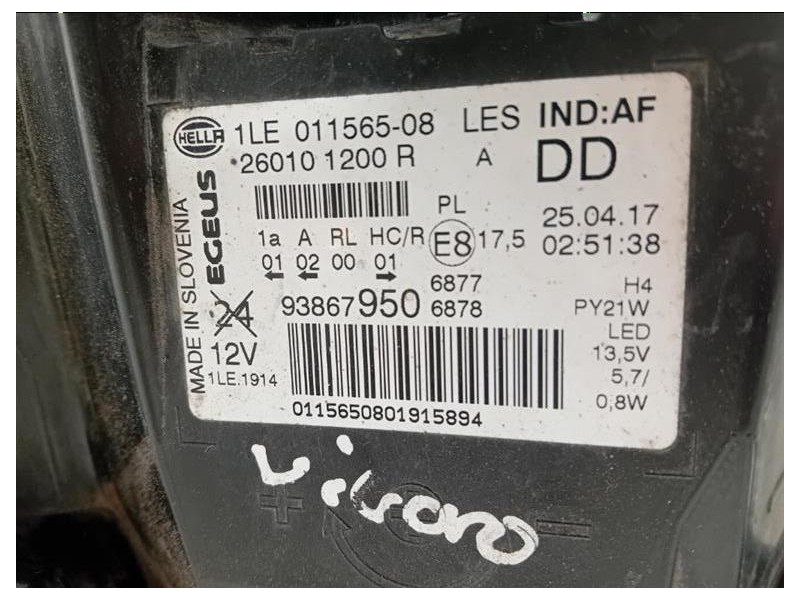 HELLA 1LE 011565-08 LES IND:AF
26010 1200 R A DD
MADE IN SLOVENIA
EGEUS
PL
25.04.17
1a A RL HC/R E8 17,5 02:51:38
01 02 00 01
6877 H4
24 93867950 6878 PY21W
12V LED
13,5V
1LE.1914 5,7/
0,8W
0115650801915894
+ -